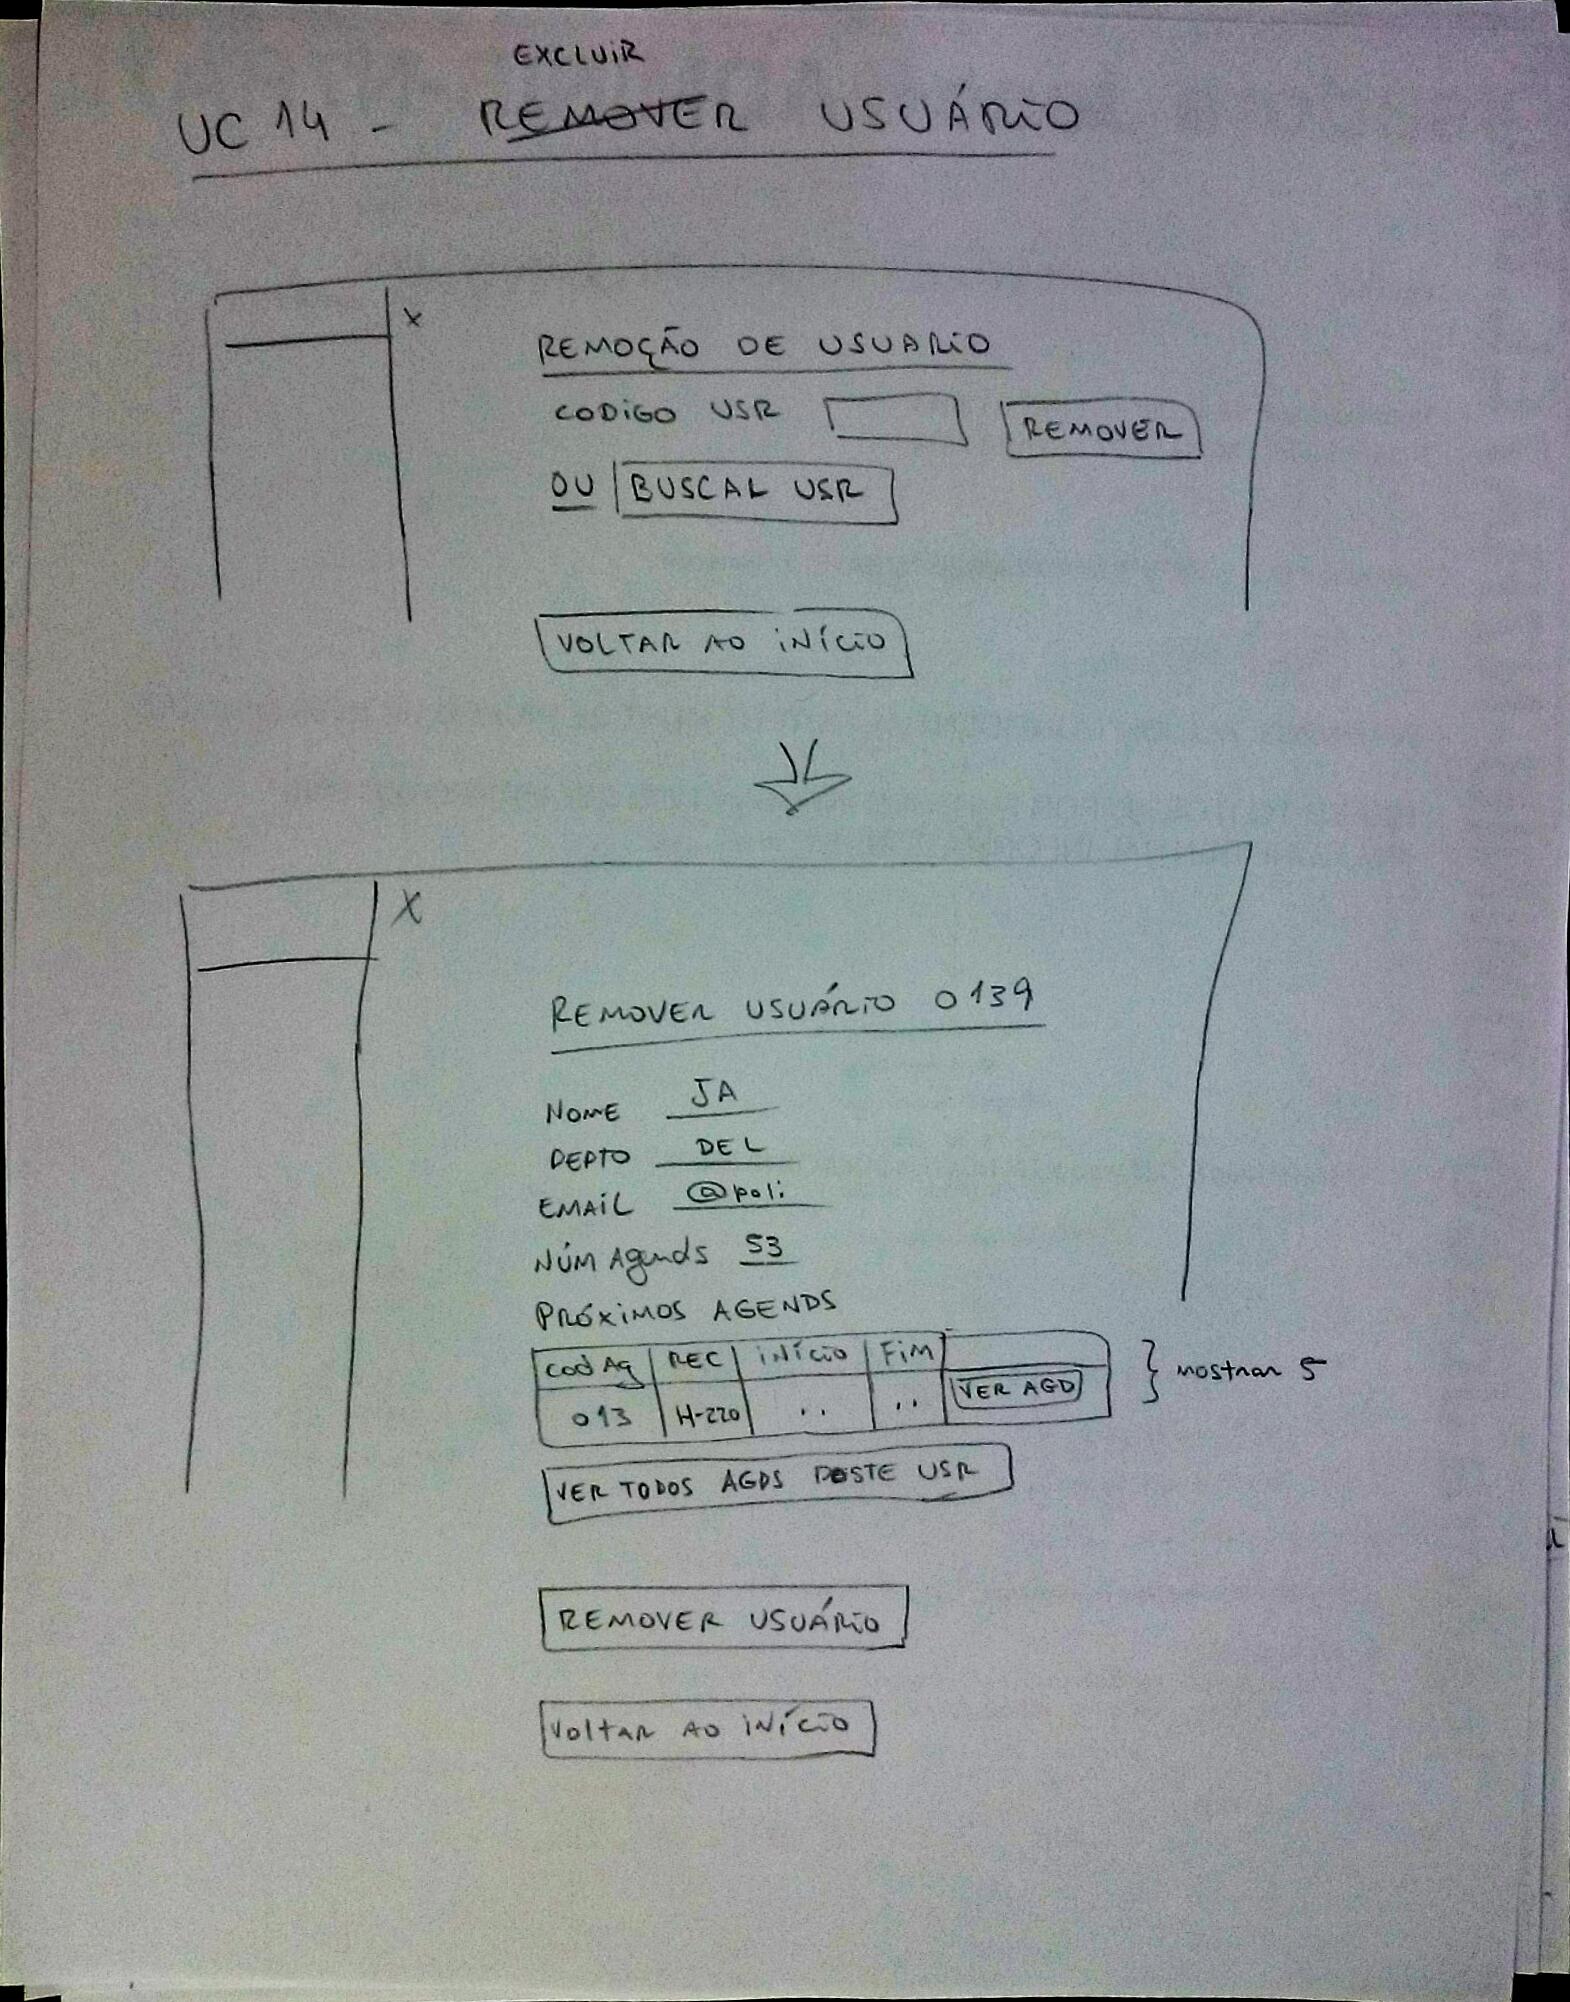 EXCLUIR
UC 14 - REMOVER USUÁRIO
X
REMOÇÃO DE USUARIO
CODIGO USR
REMOVER
OU BUSCAR USR
VOLTAR AO INÍCIO
X
REMOVER USUÁRIO 0139
NOME JA
DEPTO DEL
EMAIL @poli
NÚM Agends 53
PRÓXIMOS AGENDS
Cod Ag REC INÍCIO FIM
013 H-220 .. .. VER AGD
} mostrar 5
VER TODOS AGDS DESTE USR
REMOVER USUÁRIO
Voltar AO INÍCIO